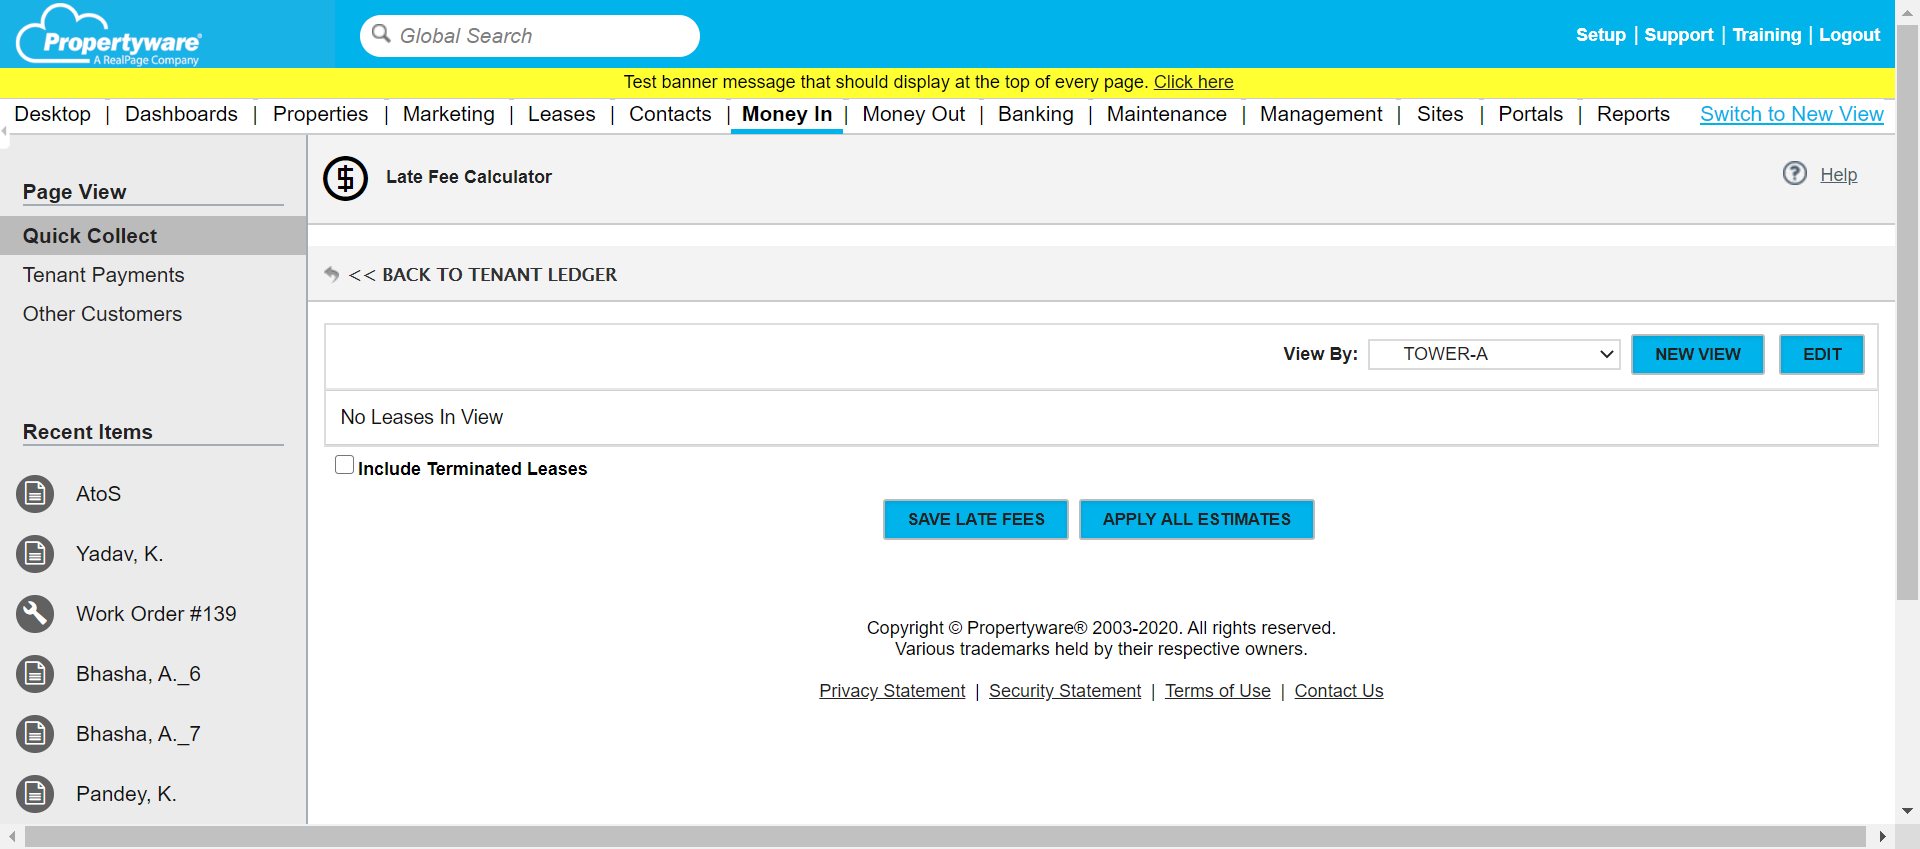 Propertyware®
A RealPage Company
Global Search
Setup | Support | Training | Logout
Test banner message that should display at the top of every page. Click here
Desktop | Dashboards | Properties | Marketing | Leases | Contacts | Money In | Money Out | Banking | Maintenance | Management | Sites | Portals | Reports Switch to New View
Page View
Quick Collect
Tenant Payments
Other Customers
Recent Items
AtoS
Yadav, K.
Work Order #139
Bhasha, A._6
Bhasha, A._7
Pandey, K.
Late Fee Calculator
Help
<< BACK TO TENANT LEDGER
View By: TOWER-A NEW VIEW EDIT
No Leases In View
Include Terminated Leases
SAVE LATE FEES APPLY ALL ESTIMATES
Copyright © Propertyware® 2003-2020. All rights reserved.
Various trademarks held by their respective owners.
Privacy Statement | Security Statement | Terms of Use | Contact Us